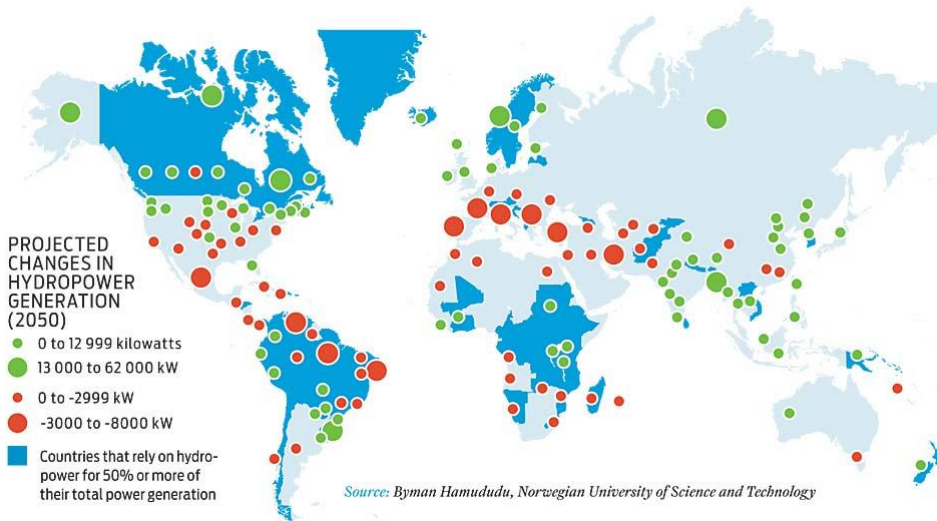 PROJECTED
CHANGES IN
HYDROPOWER
GENERATION
(2050)
0 to 12 999 kilowatts
13 000 to 62 000 kW
0 to -2999 kW
-3000 to -8000 kW
Countries that rely on hydro-
power for 50% or more of
their total power generation
Source: Byman Hamududu, Norwegian University of Science and Technology